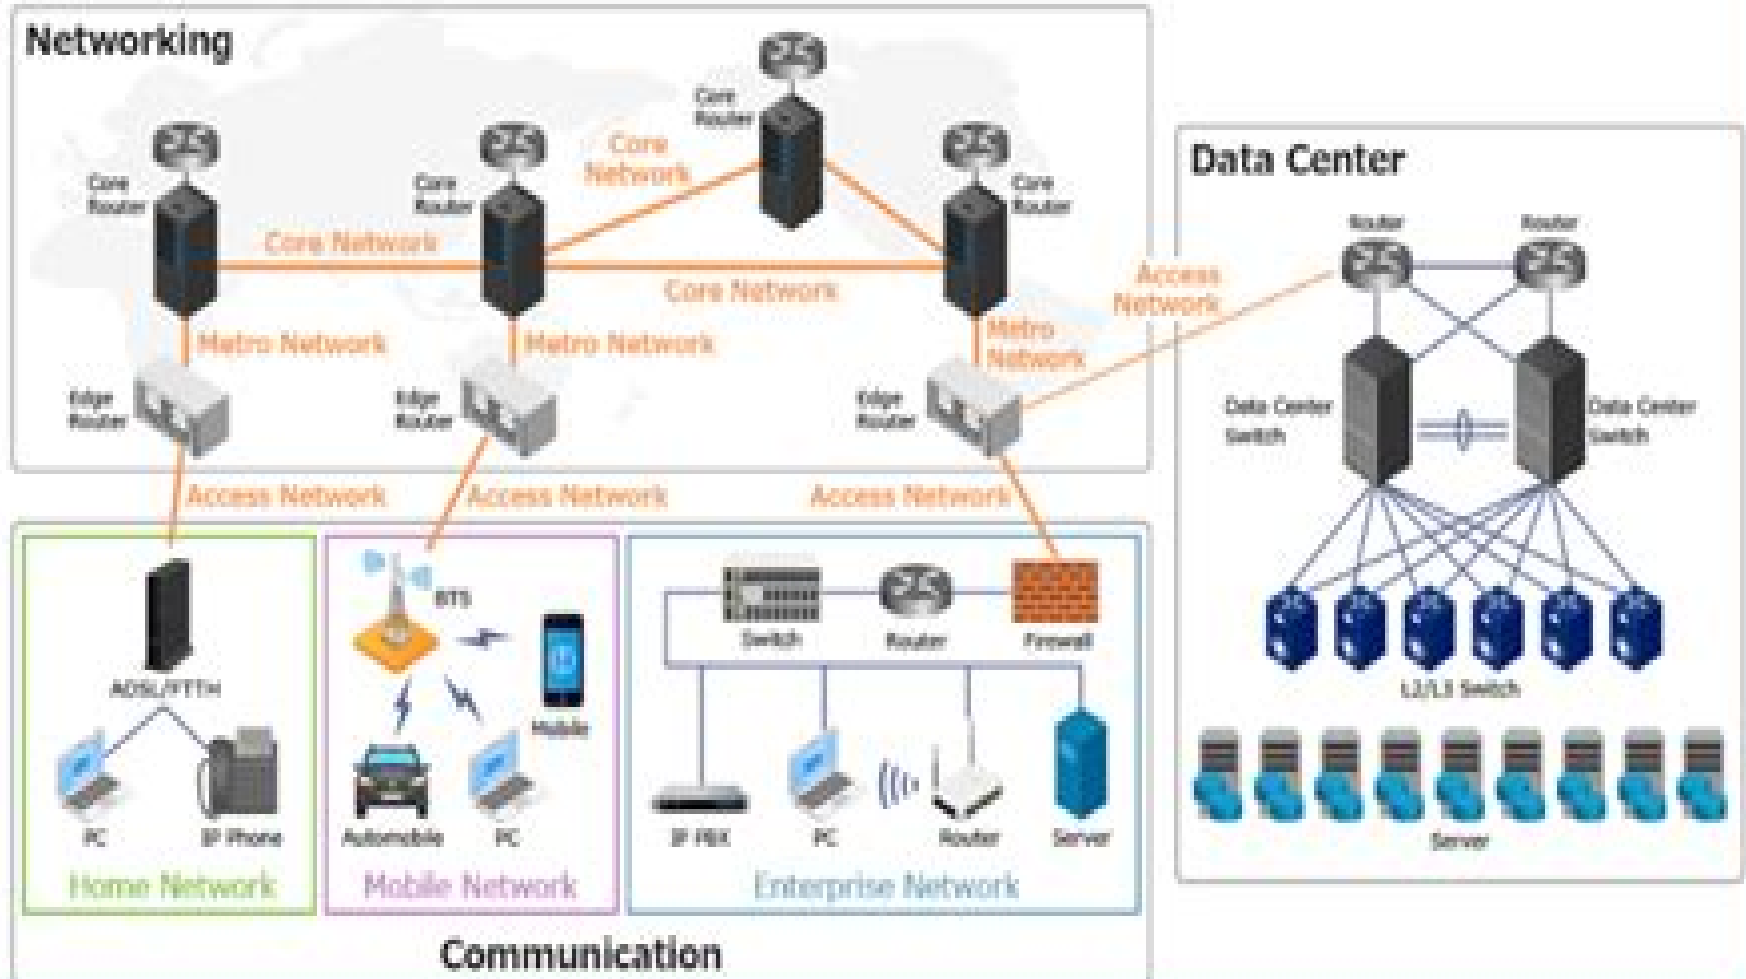 Networking
Core
Router
Core
Router
Core
Router
Core
Router
Core
Network
Core Network
Core Network
Metro Network
Metro Network
Metro
Network
Edge
Router
Edge
Router
Edge
Router
Access Network
Access Network
Access Network
Access
Network
Data Center
Router
Router
Data Center
Switch
Data Center
Switch
L2/L3 Switch
Server
ADSL/FTTH
PC
IP Phone
Home Network
BTS
Mobile
Automobile
PC
Mobile Network
Switch
Router
Firewall
IP PBX
PC
Router
Server
Enterprise Network
Communication